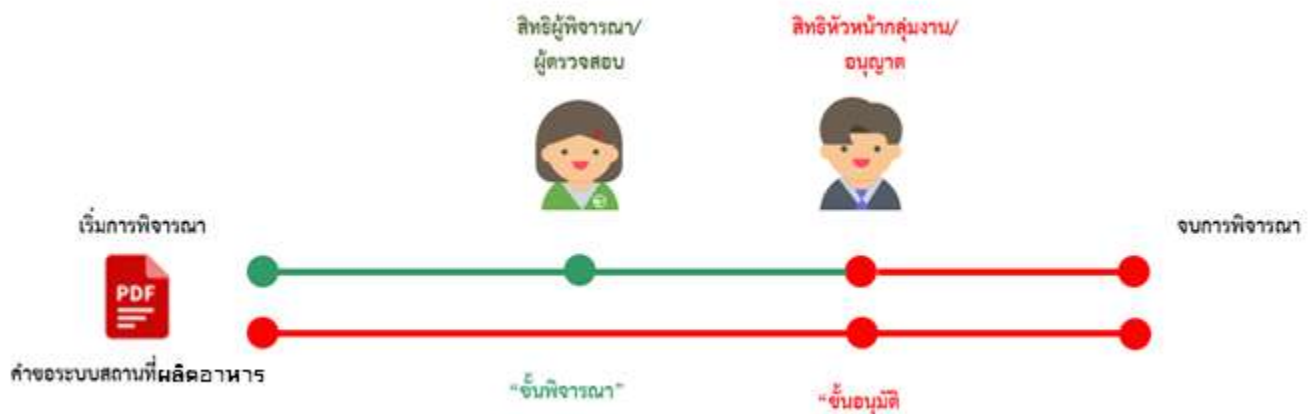 สิทธิผู้พิจารณา/
ผู้ตรวจสอบ
สิทธิหัวหน้ากลุ่มงาน/
อนุญาต
เริ่มการพิจารณา
จบการพิจารณา
PDF
คำขอระบบสถานที่ผลิตอาหาร
"ขั้นพิจารณา"
"ขั้นอนุมัติ